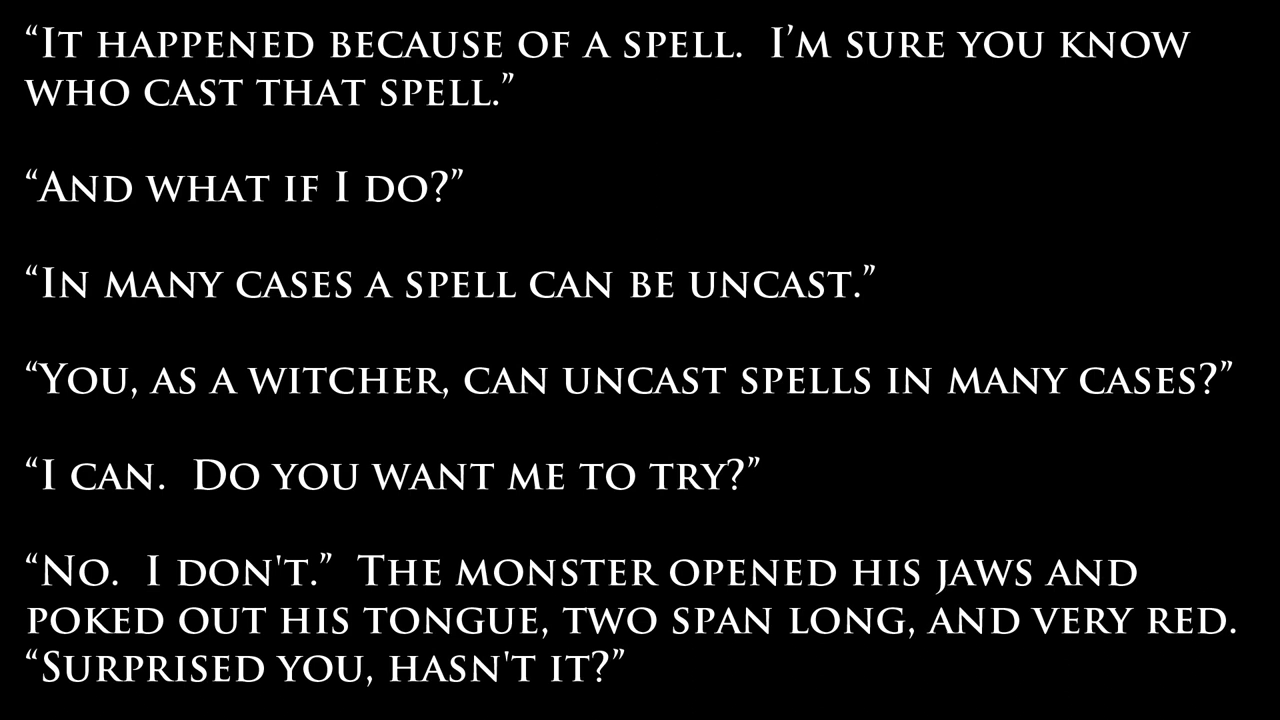 “It happened because of a spell.  I’m sure you know
who cast that spell.”
“And what if I do?”
“In many cases a spell can be uncast.”
“You, as a witcher, can uncast spells in many cases?”
“I can.  Do you want me to try?”
“No.  I don't.”  The monster opened his jaws and
poked out his tongue, two span long, and very red.
“Surprised you, hasn't it?”